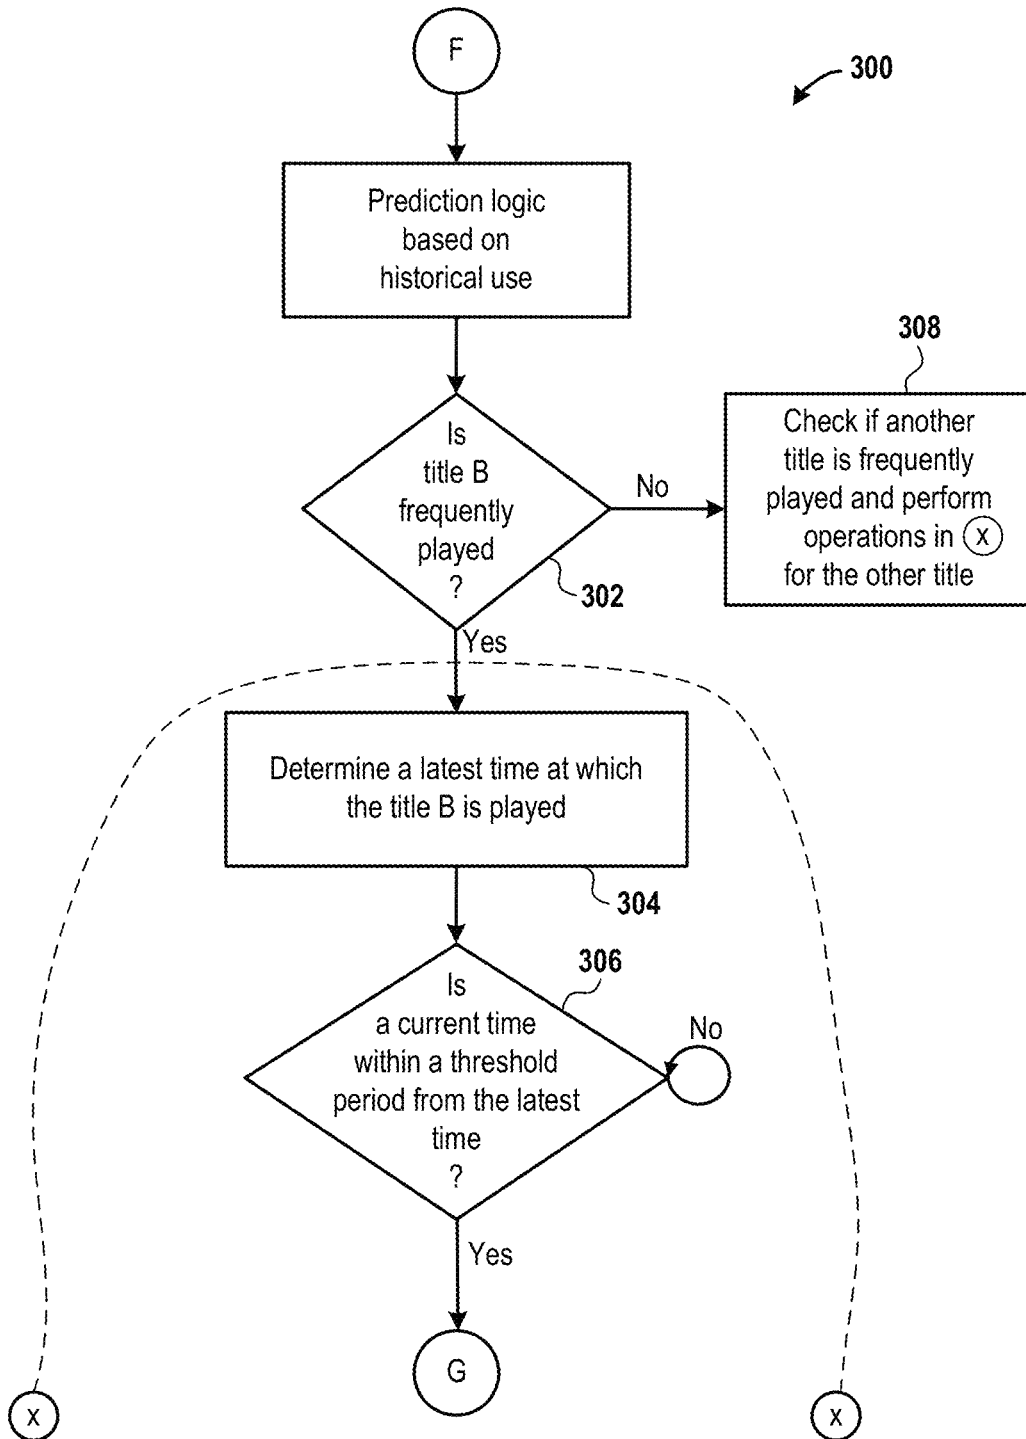 F
300
Prediction logic
based on
historical use
308
Check if another
title is frequently
played and perform
operations in X
for the other title
Is
title B
frequently
played
?
No
302
Yes
Determine a latest time at which
the title B is played
304
306
Is
a current time
within a threshold
period from the latest
time
?
No
Yes
G
X
X